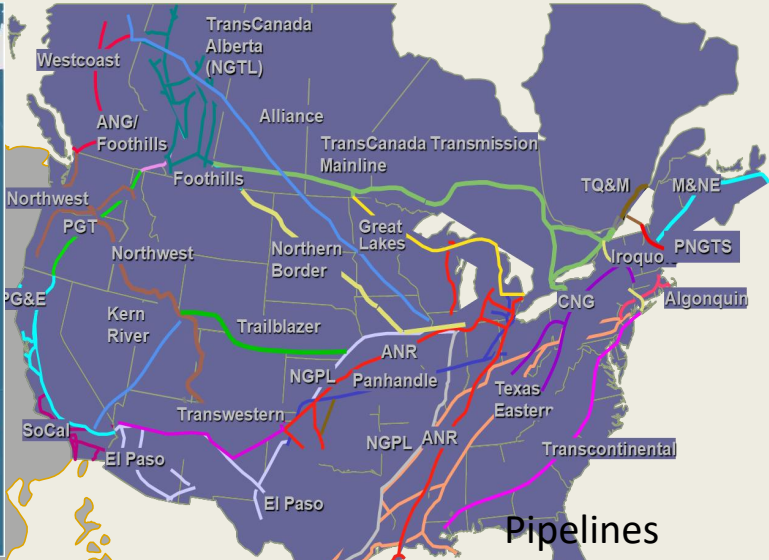 TransCanada
Alberta
(NGTL)
Westcoast
ANG/
Foothills
Alliance
TransCanada Transmission
Mainline
Foothills
TQ&M
M&NE
Northwest
PGT
Northwest
Northern
Border
Great
Lakes
Iroquo
PNGTS
PG&E
Kern
River
Trailblazer
CNG
Algonquin
ANR
NGPL
Panhandle
Texas
Eastern
Transwestern
SoCal
NGPL
ANR
Transcontinental
El Paso
El Paso
Pipelines